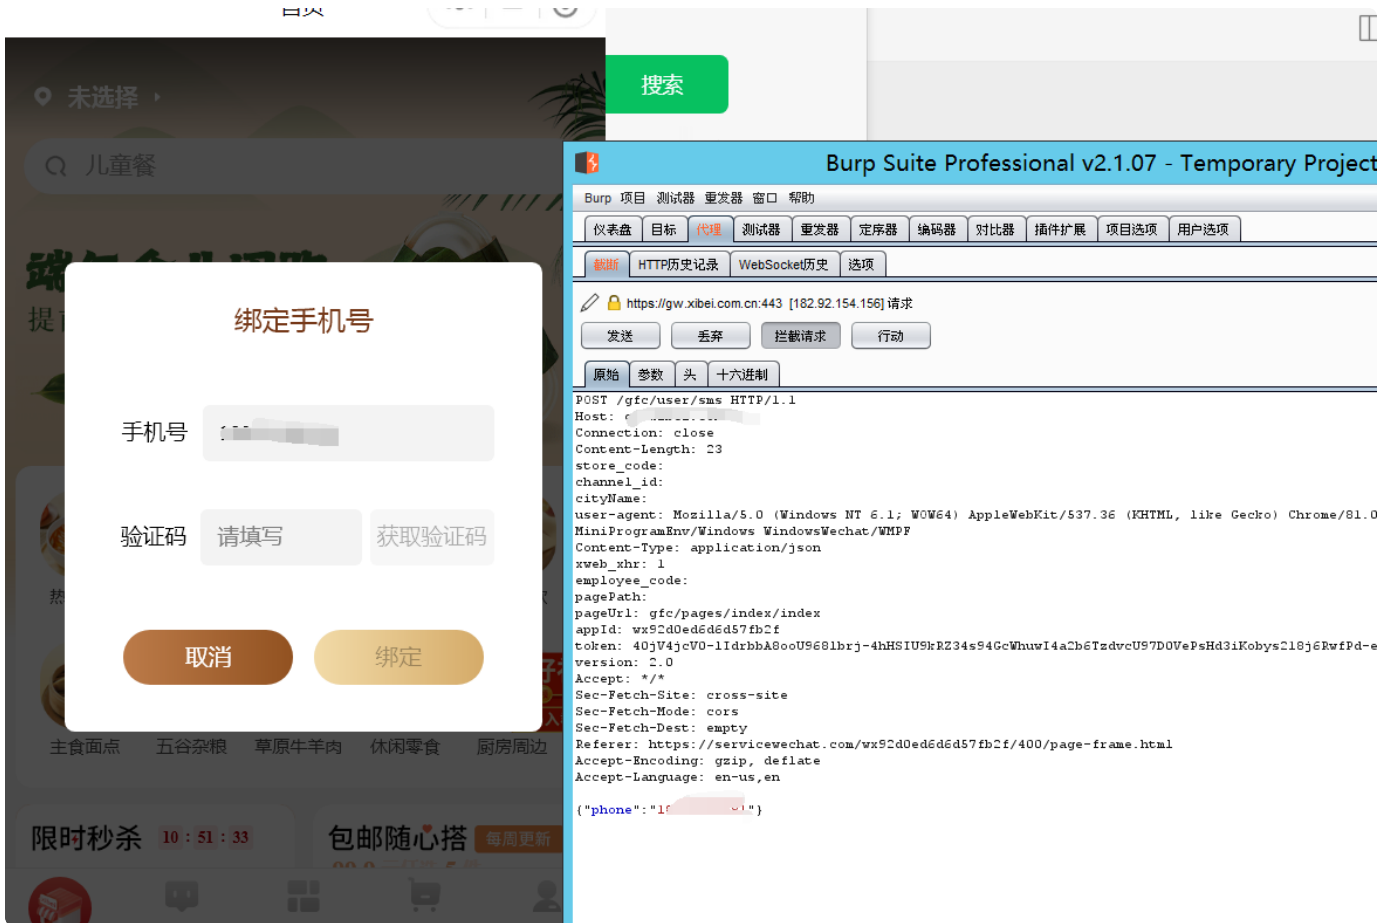 未选择
搜索
儿童餐
绑定手机号
手机号
验证码 请填写 获取验证码
取消 绑定
主食面点 五谷杂粮 草原牛羊肉 休闲零食 厨房周边
限时秒杀 10 : 51 : 33 包邮随心搭 每周更新
Burp Suite Professional v2.1.07 - Temporary Project
Burp 项目 测试器 重发器 窗口 帮助
仪表盘 目标 代理 测试器 重发器 定序器 编码器 对比器 插件扩展 项目选项 用户选项
截断 HTTP历史记录 WebSocket历史 选项
https://gw.xibei.com.cn:443 [182.92.154.156] 请求
发送 丢弃 拦截请求 行动
原始 参数 头 十六进制
POST /gfc/user/sms HTTP/1.1
Host:
Connection: close
Content-Length: 23
store_code:
channel_id:
cityName:
user-agent: Mozilla/5.0 (Windows NT 6.1; WOW64) AppleWebKit/537.36 (KHTML, like Gecko) Chrome/81.0
MiniProgramEnv/Windows WindowsWechat/WMPF
Content-Type: application/json
xweb_xhr: 1
employee_code:
pagePath:
pageUrl: gfc/pages/index/index
appId: wx92d0ed6d6d57fb2f
token: 40jV4jcV0-1IdrbbA8ooU9681brj-4hHSIU9kRZ34s94GcWhuwI4a2b6TzdvcU97D0VePsHd3iKobys218j6RwfPd-e
version: 2.0
Accept: */*
Sec-Fetch-Site: cross-site
Sec-Fetch-Mode: cors
Sec-Fetch-Dest: empty
Referer: https://servicewechat.com/wx92d0ed6d6d57fb2f/400/page-frame.html
Accept-Encoding: gzip, deflate
Accept-Language: en-us,en
{"phone":"1

"}